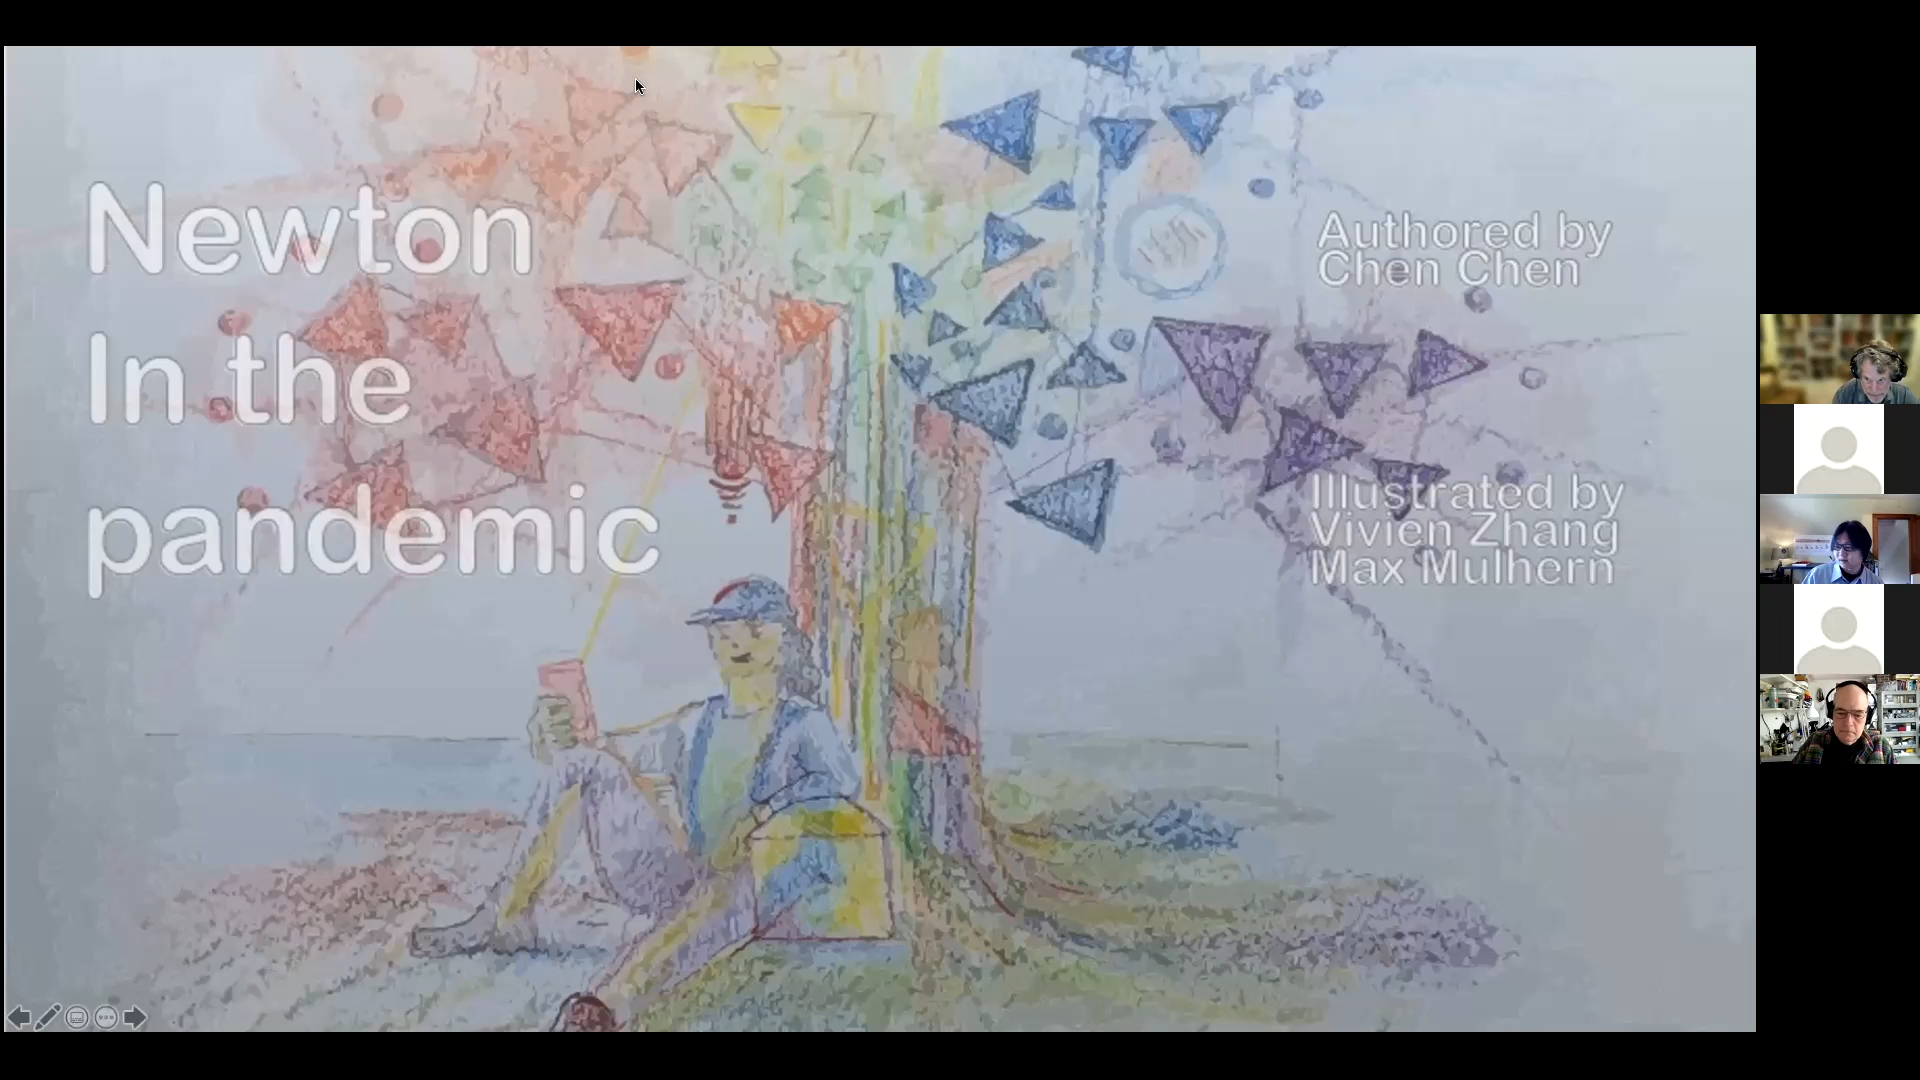 Newton
In the
pandemic
Authored by
Chen Chen
Illustrated by
Vivien Zhang
Max Mulhern